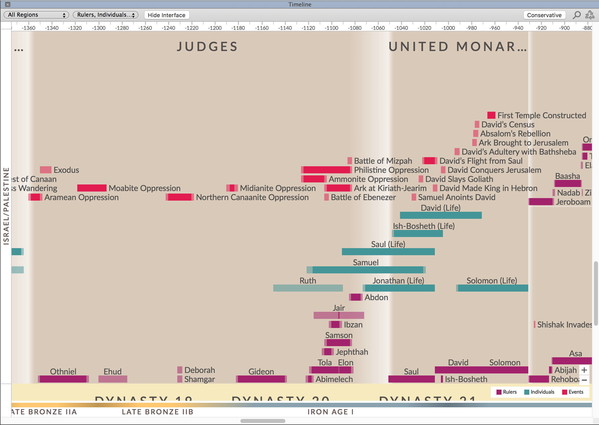 Timeline
All Regions
Rulers, Individuals...
Hide Interface
Conservative
-1360 -1340 -1320 -1300 -1280 -1260 -1240 -1220 -1200 -1180 -1160 -1140 -1120 -1100 -1080 -1060 -1040 -1020 -1000 -980 -960 -940 -920 -900 -880
...
JUDGES
UNITED MONAR...
First Temple Constructed
David's Census
Absalom's Rebellion
Ark Brought to Jerusalem
David's Adultery with Bathsheba
Battle of Mizpah
David's Flight from Saul
Exodus
Philistine Oppression
David Conquers Jerusalem
st of Canaan
Ammonite Oppression
David Slays Goliath
Baasha
s Wandering
Moabite Oppression
Midianite Oppression
Ark at Kiriath-Jearim
David Made King in Hebron
Nadab
Zi
Aramean Oppression
Northern Canaanite Oppression
Battle of Ebenezer
Samuel Anoints David
Jeroboam
ISRAEL/PALESTINE
David (Life)
Ish-Bosheth (Life)
Saul (Life)
Samuel
Ruth
Jonathan (Life)
Solomon (Life)
Abdon
Jair
Ibzan
Shishak Invades
Samson
Jephthah
Asa
Tola
Elon
David
Solomon
Othniel
Ehud
Deborah
Gideon
Saul
Abijah
Shamgar
Abimelech
Ish-Bosheth
Rehobo
DYNASTY 19
DYNASTY 20
DYNASTY 21
Rulers
Individuals
Events
ATE BRONZE IIA
LATE BRONZE IIB
IRON AGE I